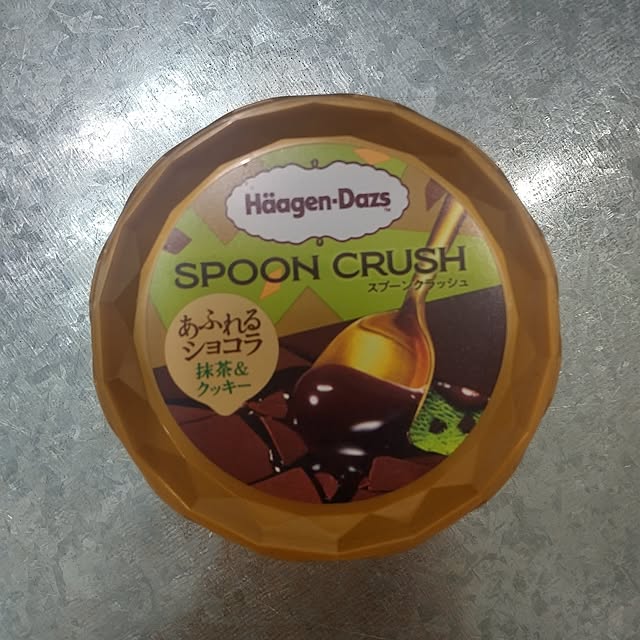 Häagen-Dazs
SPOON CRUSH
スプーンクラッシュ
あふれる
ショコラ
抹茶&
クッキー